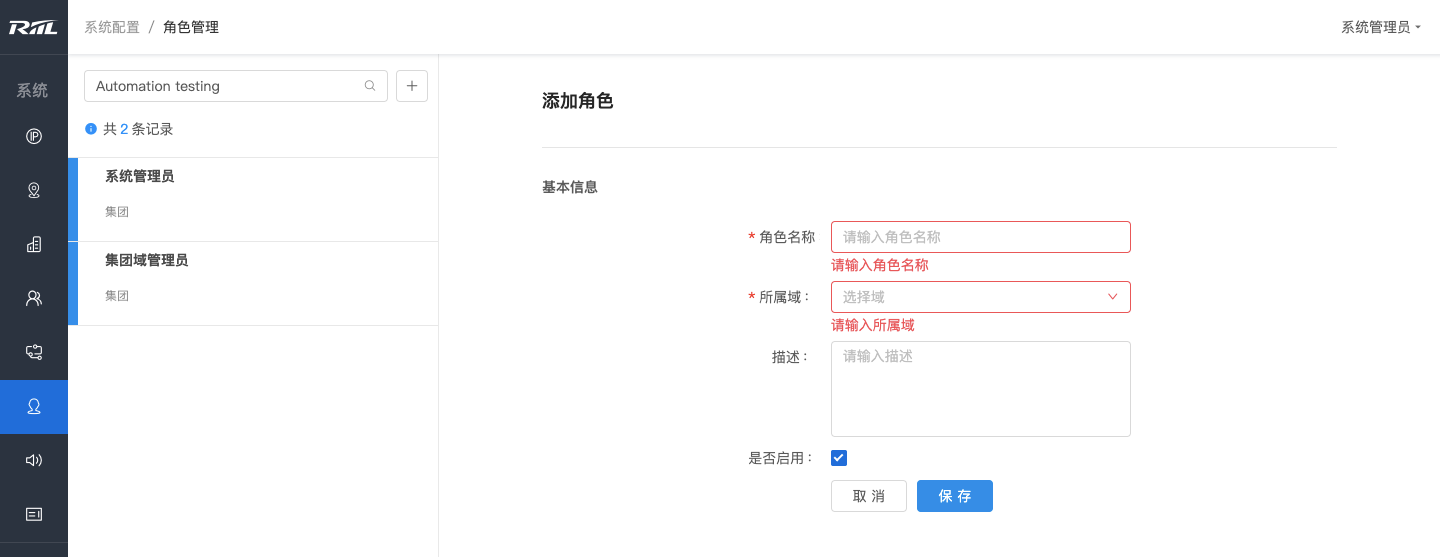 RIIL
系统配置 / 角色管理
系统管理员
系统
Automation testing
共 2 条记录
系统管理员
集团
集团域管理员
集团
添加角色
基本信息
* 角色名称
请输入角色名称
请输入角色名称
* 所属域：
选择域
请输入所属域
描述：
请输入描述
是否启用：
取 消
保 存